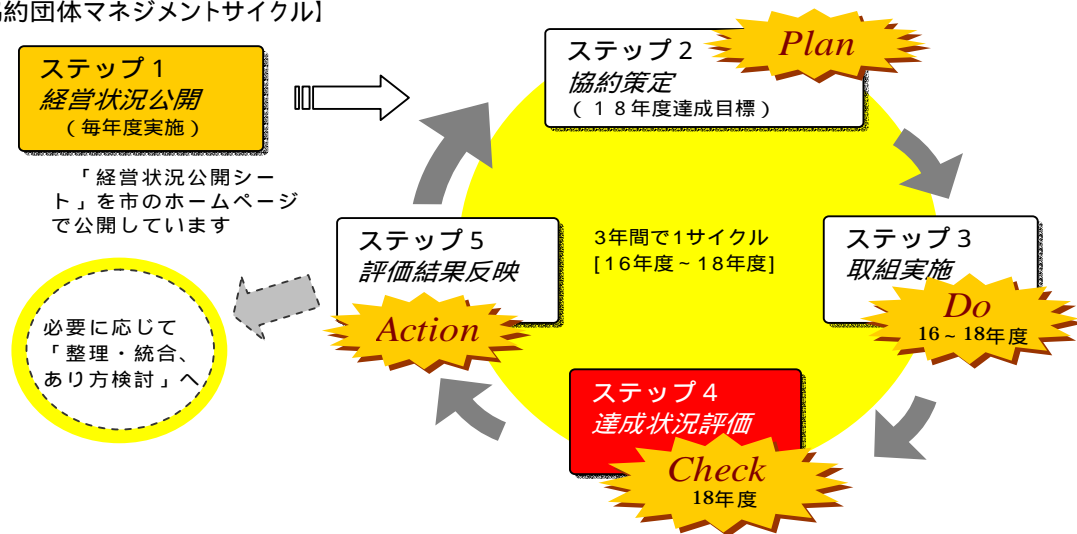 約団体マネジメントサイクル】
ステップ１
経営状況公開
（毎年度実施）
「経営状況公開シー
ト」を市のホームページ
で公開しています
ステップ２
協約策定
（１８年度達成目標）
Plan
ステップ３
取組実施
Do
16～18年度
3年間で1サイクル
[16年度～18年度]
ステップ４
達成状況評価
Check
18年度
ステップ５
評価結果反映
Action
必要に応じて
「整理・統合、
あり方検討」へ